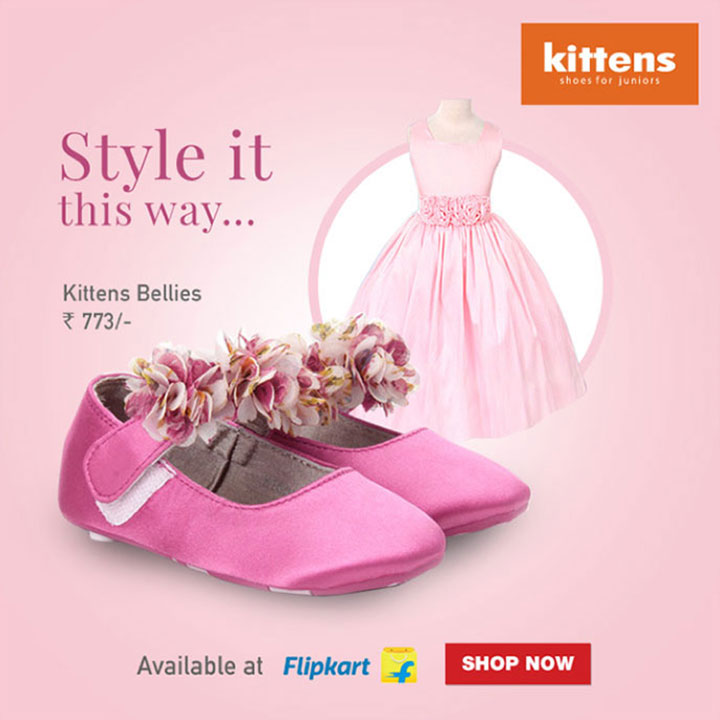 kittens
shoes for juniors
Style it
this way...
Kittens Bellies
₹ 773/-
Available at Flipkart f SHOP NOW